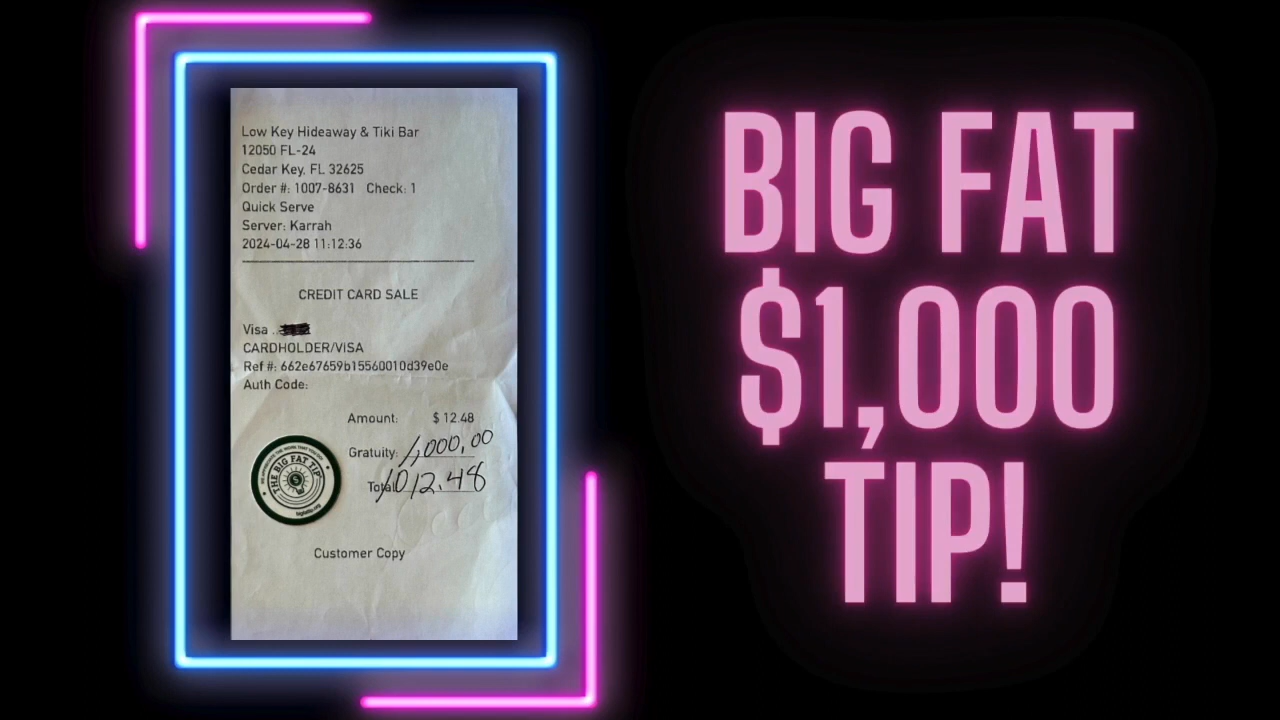 Low Key Hideaway & Tiki Bar
12050 FL-24
Cedar Key, FL 32625
Order #: 1007-8631 Check: 1
Quick Serve
Server: Karrah
2024-04-28 11:12:36
CREDIT CARD SALE
Visa ..
CARDHOLDER/VISA
Ref #: 662e67659b15560010d39e0e
Auth Code:
Amount: $ 12.48
Gratuity: 1,000.00
Total: 1012.48
THE BIG FAT TIP
bigfattip.org
Customer Copy
BIG FAT
$1,000
TIP!